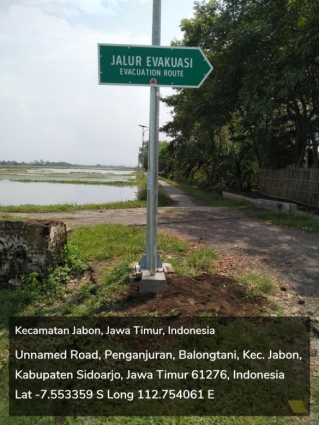 JALUR EVAKUASI
EVACUATION ROUTE
Kecamatan Jabon, Jawa Timur, Indonesia
Unnamed Road, Penganjuran, Balongtani, Kec. Jabon,
Kabupaten Sidoarjo, Jawa Timur 61276, Indonesia
Lat -7.553359 S Long 112.754061 E